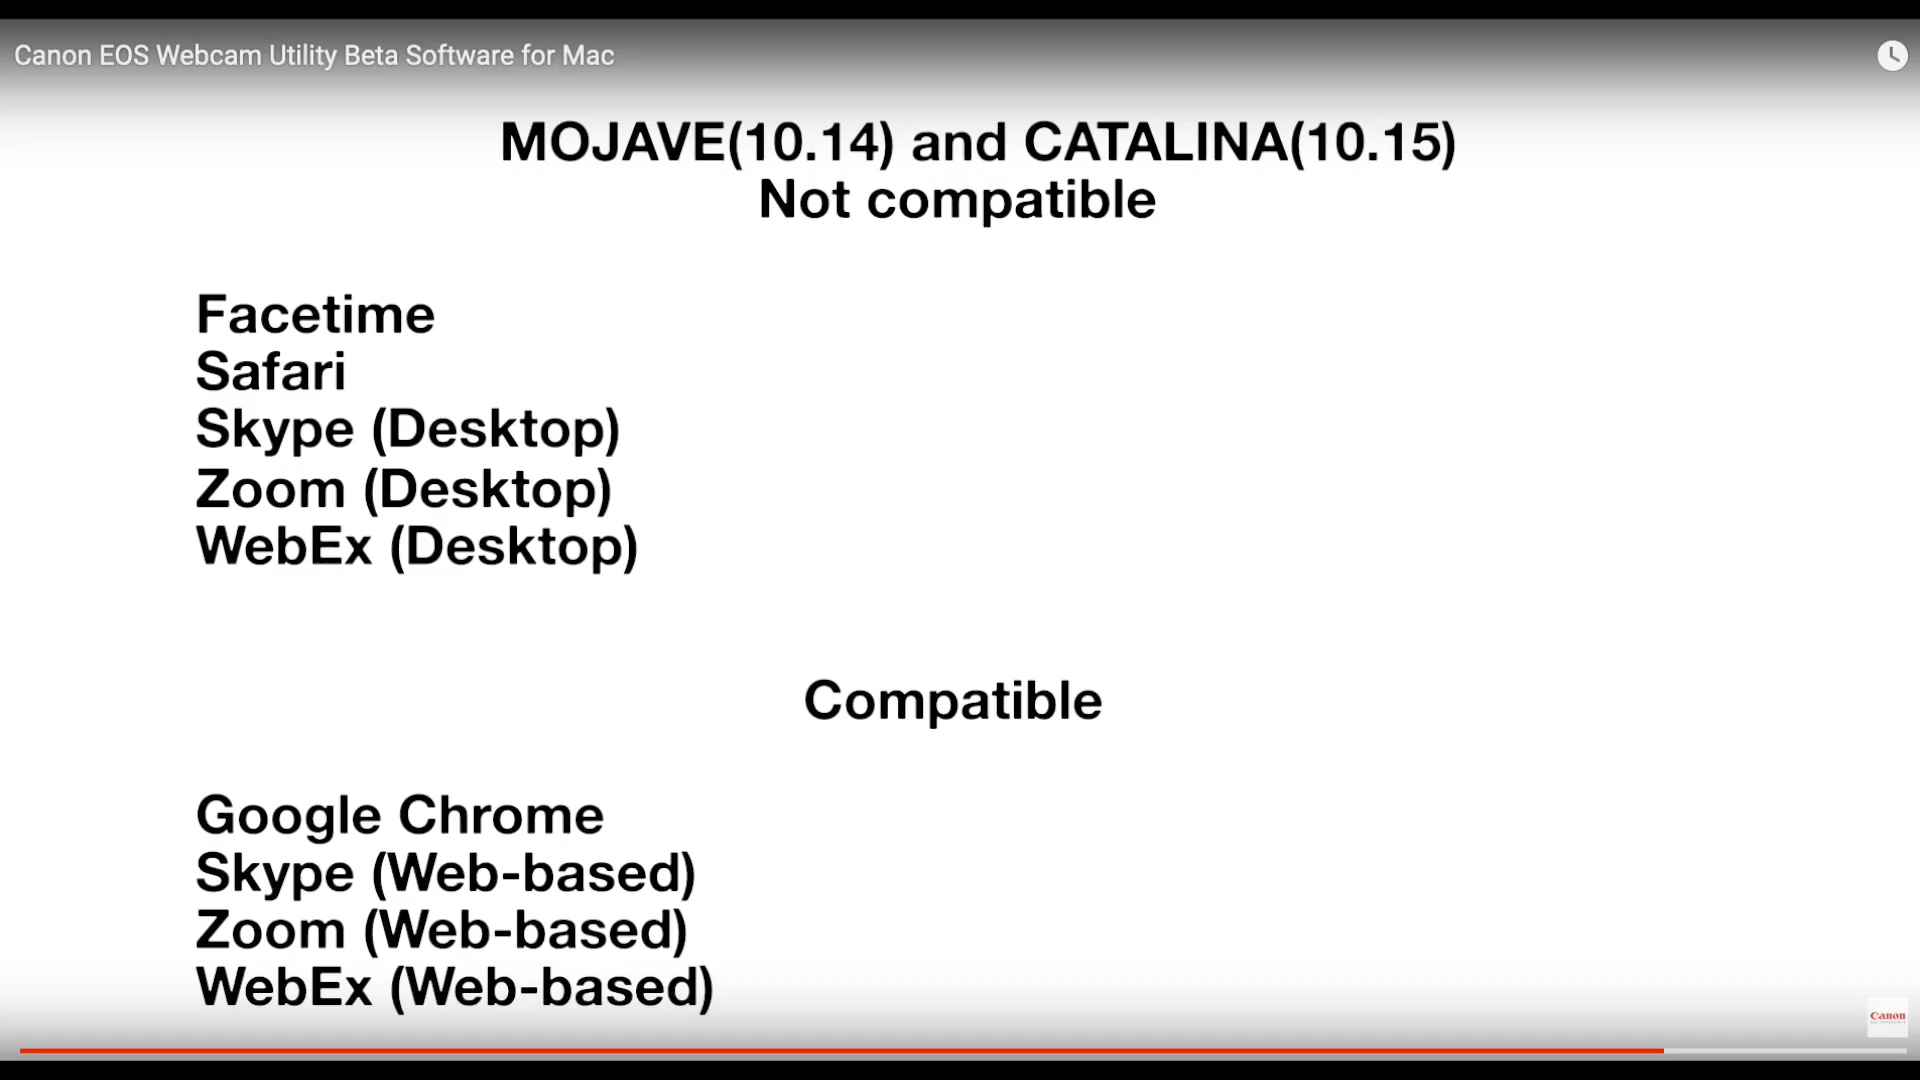 Canon EOS Webcam Utility Beta Software for Mac
MOJAVE(10.14) and CATALINA(10.15)
Not compatible
Facetime
Safari
Skype (Desktop)
Zoom (Desktop)
WebEx (Desktop)
Compatible
Google Chrome
Skype (Web-based)
Zoom (Web-based)
WebEx (Web-based)
Canon